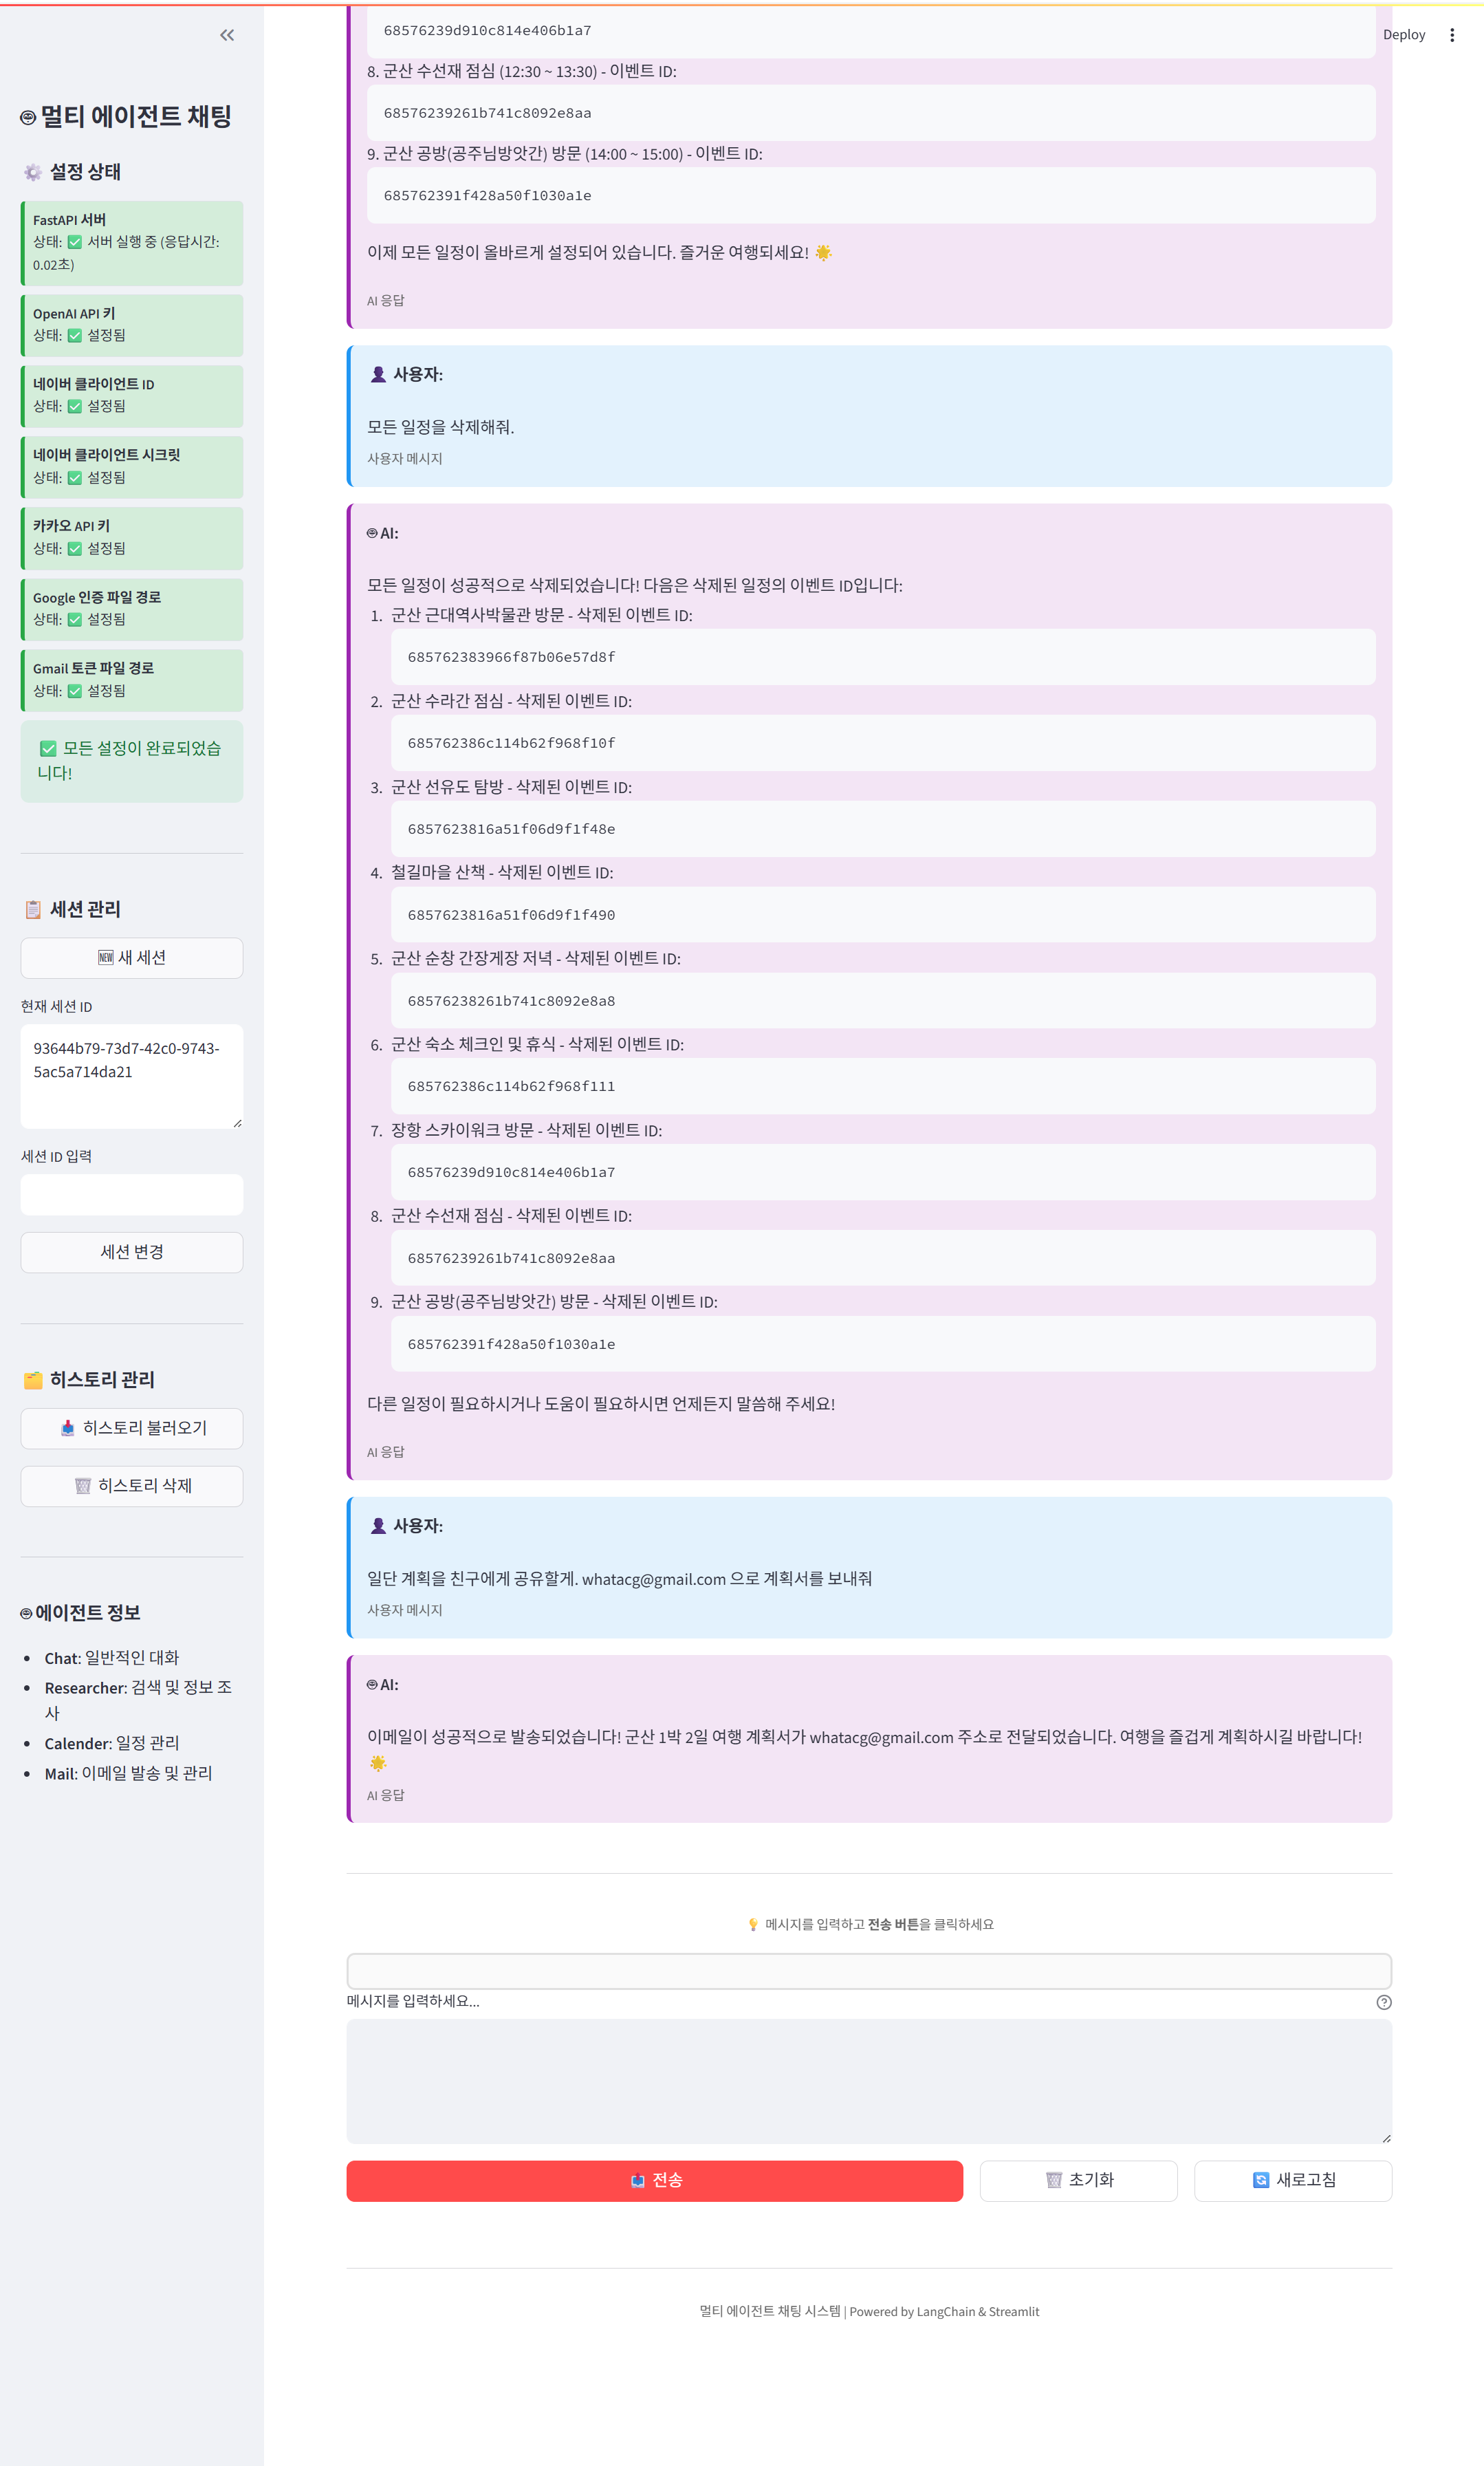 Deploy
멀티 에이전트 채팅
설정 상태
FastAPI 서버
상태: ✅ 서버 실행 중 (응답시간:
0.02초)
OpenAI API 키
상태: ✅ 설정됨
네이버 클라이언트 ID
상태: ✅ 설정됨
네이버 클라이언트 시크릿
상태: ✅ 설정됨
카카오 API 키
상태: ✅ 설정됨
Google 인증 파일 경로
상태: ✅ 설정됨
Gmail 토큰 파일 경로
상태: ✅ 설정됨
✅ 모든 설정이 완료되었습
니다!
세션 관리
🆕 새 세션
현재 세션 ID
93644b79-73d7-42c0-9743-
5ac5a714da21
세션 ID 입력
세션 변경
히스토리 관리
히스토리 불러오기
히스토리 삭제
에이전트 정보
• Chat: 일반적인 대화
• Researcher: 검색 및 정보 조
사
• Calender: 일정 관리
• Mail: 이메일 발송 및 관리
68576239d910c814e406b1a7
8. 군산 수선재 점심 (12:30 ~ 13:30) - 이벤트 ID:
68576239261b741c8092e8aa
9. 군산 공방(공주님방앗간) 방문 (14:00 ~ 15:00) - 이벤트 ID:
685762391f428a50f1030a1e
이제 모든 일정이 올바르게 설정되어 있습니다. 즐거운 여행되세요! 🌟
AI 응답
사용자:
모든 일정을 삭제해줘.
사용자 메시지
AI:
모든 일정이 성공적으로 삭제되었습니다! 다음은 삭제된 일정의 이벤트 ID입니다:
1. 군산 근대역사박물관 방문 - 삭제된 이벤트 ID:
685762383966f87b06e57d8f
2. 군산 수라간 점심 - 삭제된 이벤트 ID:
685762386c114b62f968f10f
3. 군산 선유도 탐방 - 삭제된 이벤트 ID:
6857623816a51f06d9f1f48e
4. 철길마을 산책 - 삭제된 이벤트 ID:
6857623816a51f06d9f1f490
5. 군산 순창 간장게장 저녁 - 삭제된 이벤트 ID:
68576238261b741c8092e8a8
6. 군산 숙소 체크인 및 휴식 - 삭제된 이벤트 ID:
685762386c114b62f968f111
7. 장항 스카이워크 방문 - 삭제된 이벤트 ID:
68576239d910c814e406b1a7
8. 군산 수선재 점심 - 삭제된 이벤트 ID:
68576239261b741c8092e8aa
9. 군산 공방(공주님방앗간) 방문 - 삭제된 이벤트 ID:
685762391f428a50f1030a1e
다른 일정이 필요하시거나 도움이 필요하시면 언제든지 말씀해 주세요!
AI 응답
사용자:
일단 계획을 친구에게 공유할게. whatacg@gmail.com 으로 계획서를 보내줘
사용자 메시지
AI:
이메일이 성공적으로 발송되었습니다! 군산 1박 2일 여행 계획서가 whatacg@gmail.com 주소로 전달되었습니다. 여행을 즐겁게 계획하시길 바랍니다!
🌟
AI 응답
💡 메시지를 입력하고 전송 버튼을 클릭하세요
메시지를 입력하세요...
전송
초기화
새로고침
멀티 에이전트 채팅 시스템 | Powered by LangChain & Streamlit